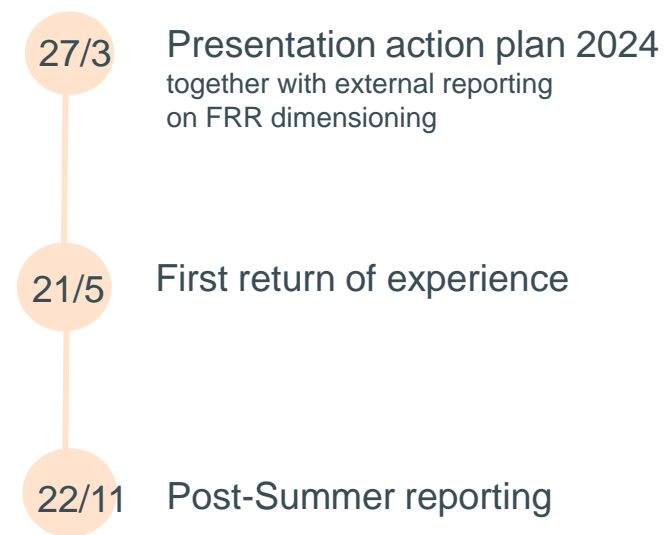 27/3
Presentation action plan 2024
together with external reporting
on FRR dimensioning
21/5
First return of experience
22/11
Post-Summer reporting